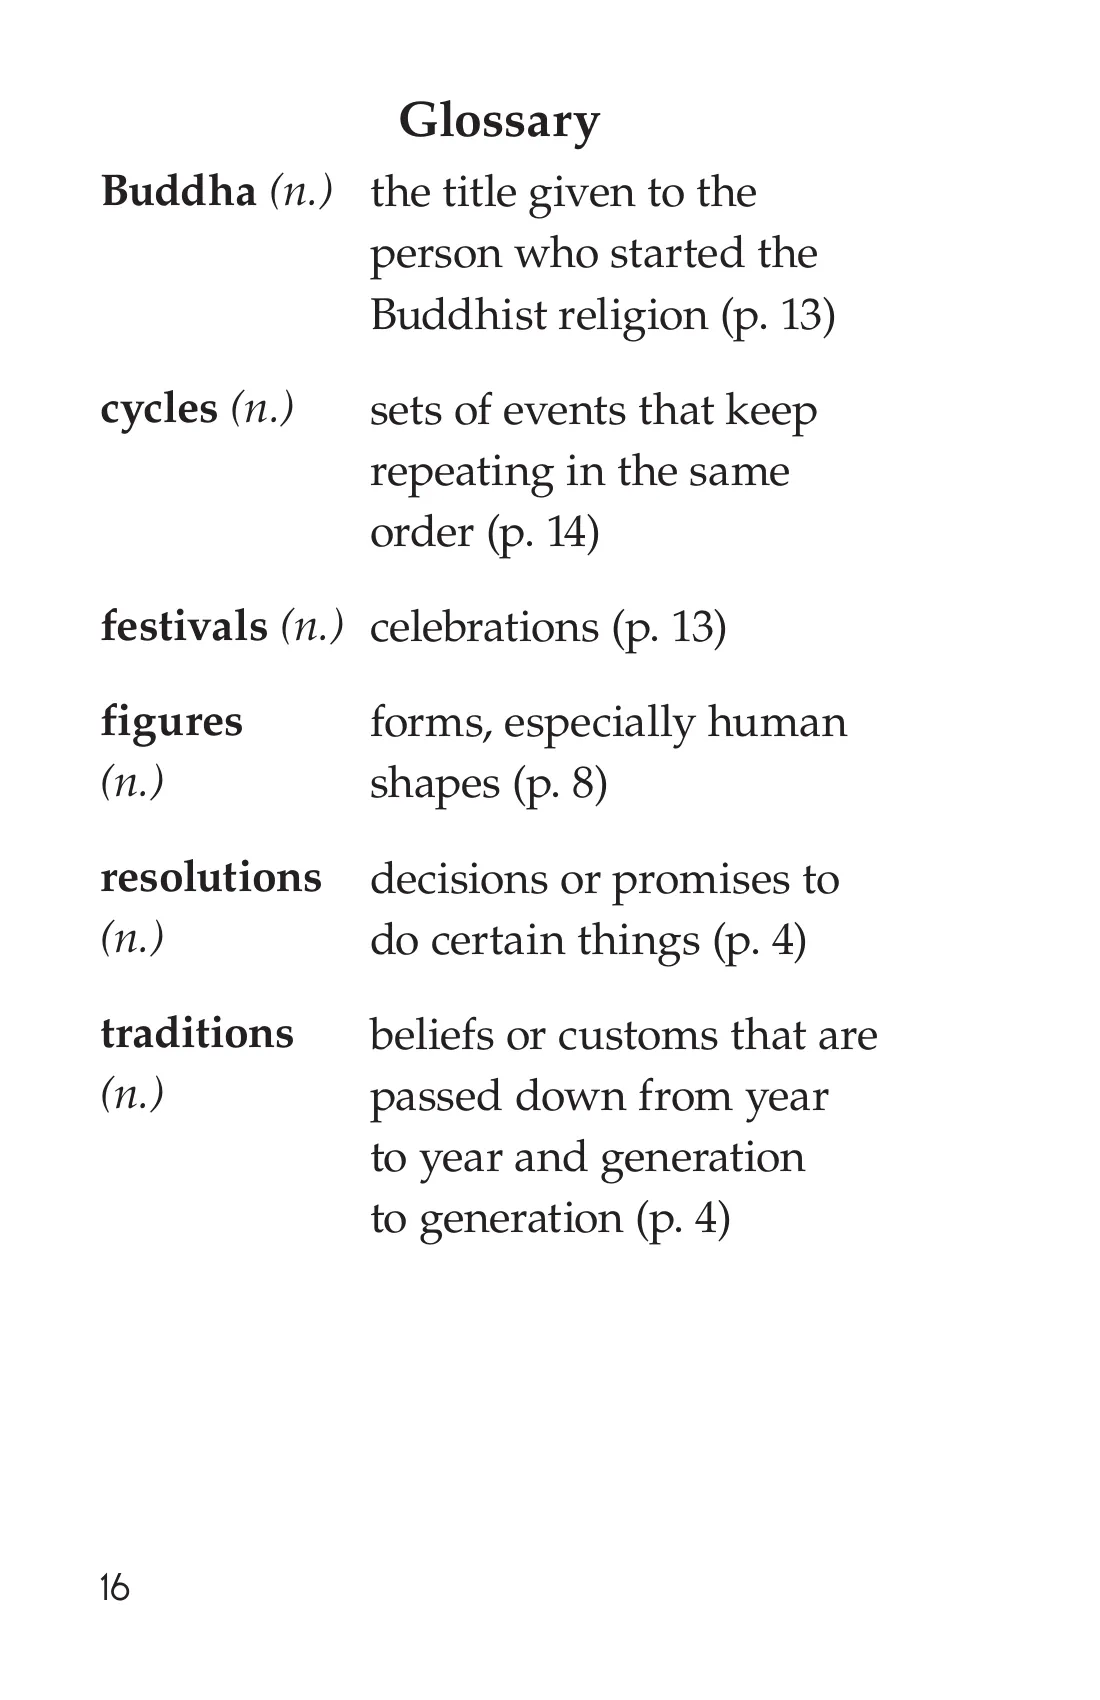 Glossary
Buddha (n.) the title given to the
person who started the
Buddhist religion (p. 13)
cycles (n.) sets of events that keep
repeating in the same
order (p. 14)
festivals (n.) celebrations (p. 13)
figures forms, especially human
(n.) shapes (p. 8)
resolutions decisions or promises to
(n.) do certain things (p. 4)
traditions beliefs or customs that are
(n.) passed down from year
to year and generation
to generation (p. 4)
16